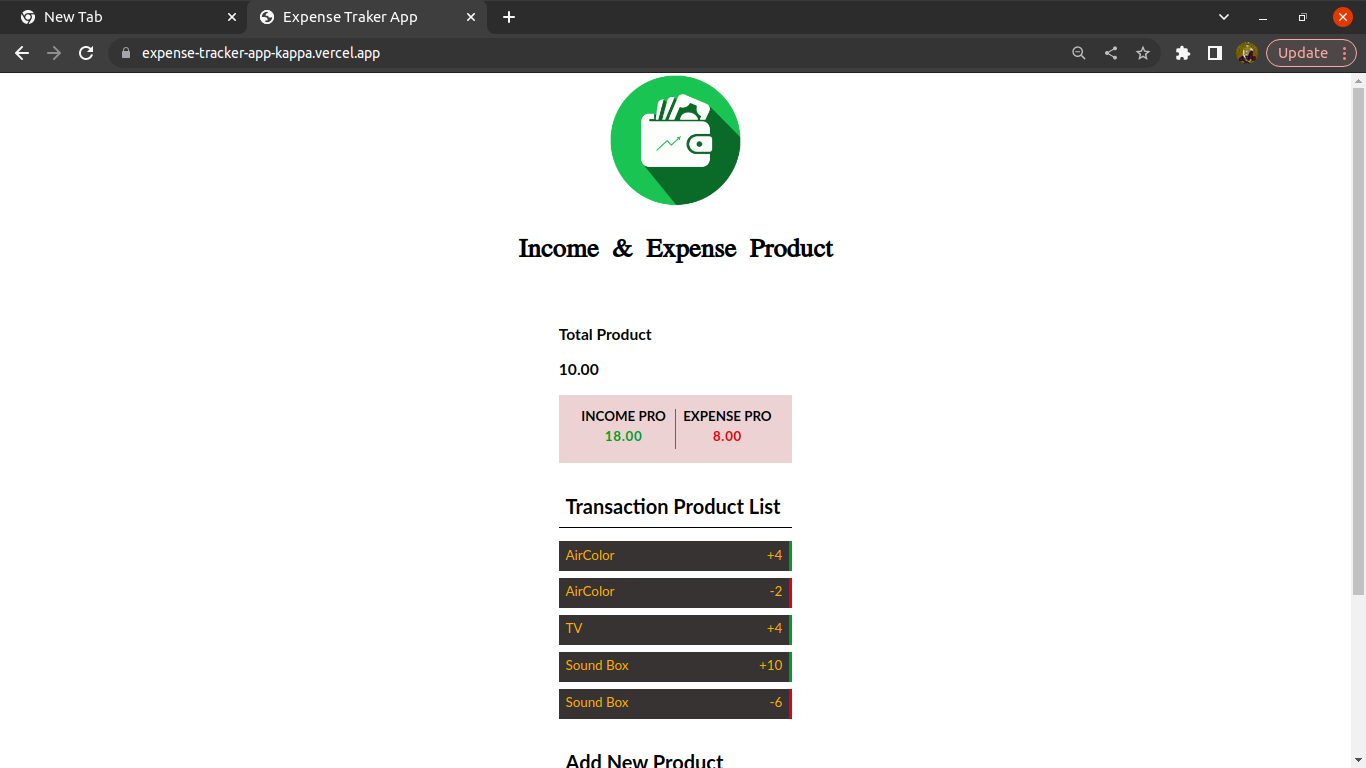 New Tab
Expense Traker App
expense-tracker-app-kappa.vercel.app
Update
Income & Expense Product
Total Product
10.00
INCOME PRO EXPENSE PRO
18.00 8.00
Transaction Product List
AirColor +4
AirColor -2
TV +4
Sound Box +10
Sound Box -6
Add New Product